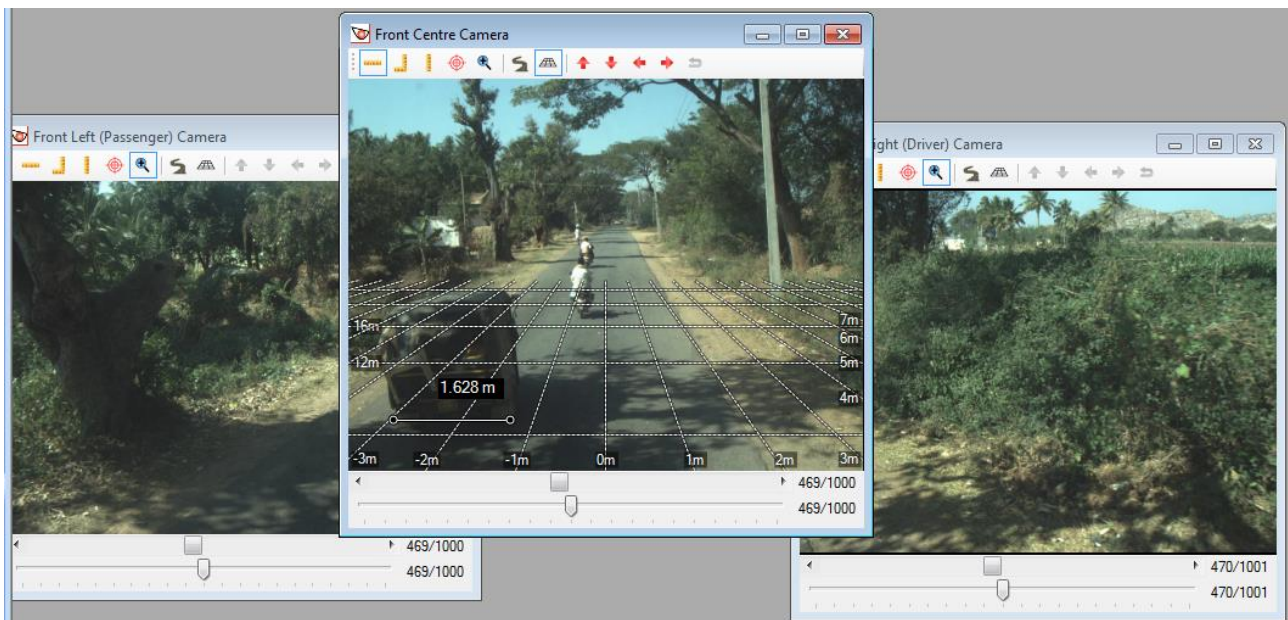 Front Centre Camera
Front Left (Passenger) Camera
ight (Driver) Camera
16m
12m
1.628 m
7m
6m
5m
4m
-3m
-2m
-1m
0m
1m
2m
3m
469/1000
469/1000
469/1000
469/1000
470/1001
470/1001